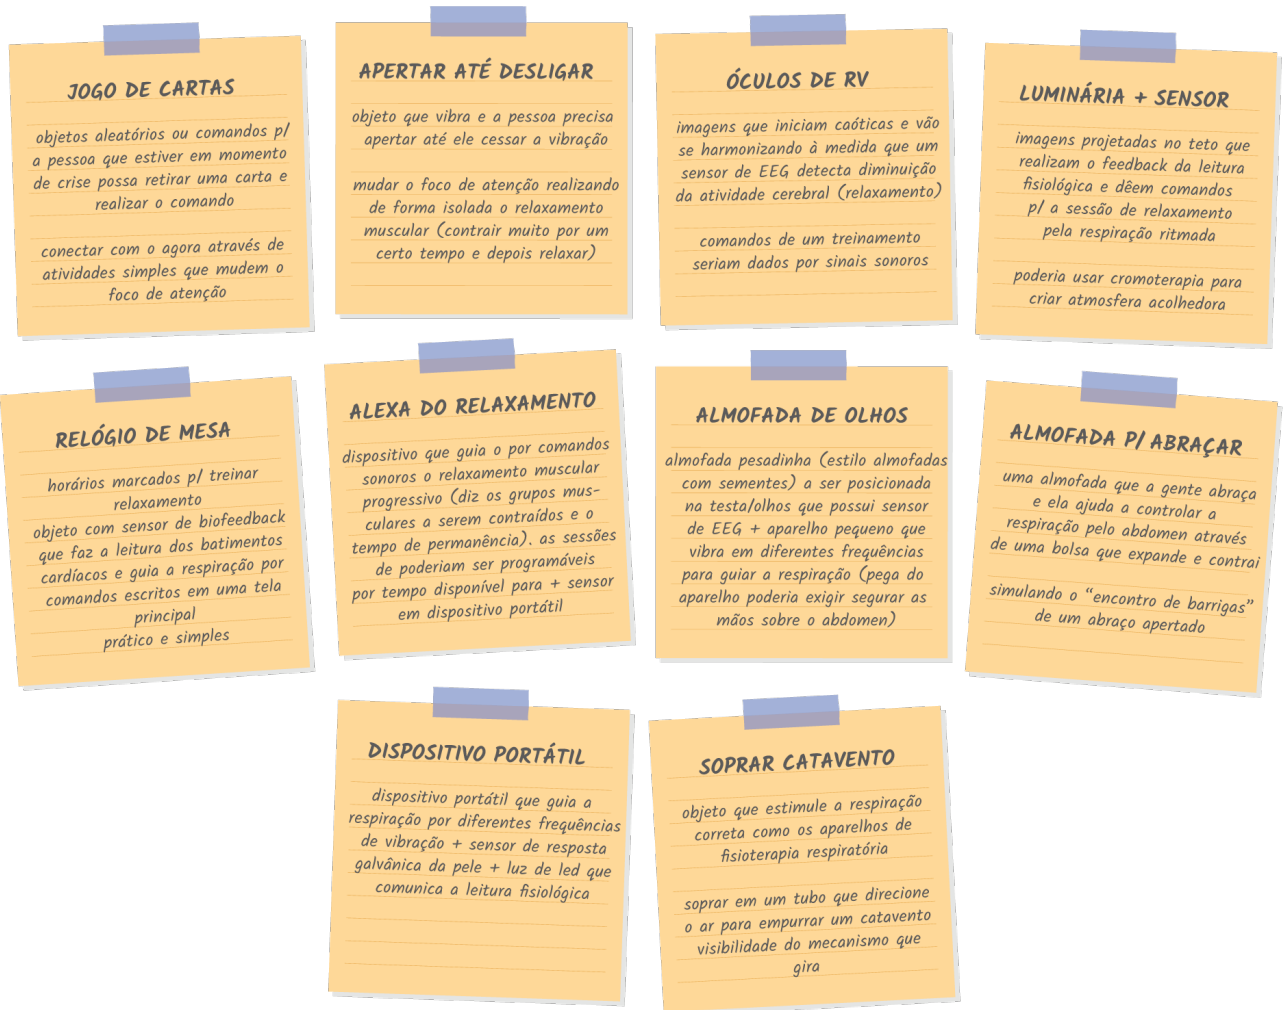 JOGO DE CARTAS
objetos aleatórios ou comandos p/
a pessoa que estiver em momento
de crise possa retirar uma carta e
realizar o comando
conectar com o agora através de
atividades simples que mudem o
foco de atenção
APERTAR ATÉ DESLIGAR
objeto que vibra e a pessoa precisa
apertar até ele cessar a vibração
mudar o foco de atenção realizando
de forma isolada o relaxamento
muscular (contrair muito por um
certo tempo e depois relaxar)
ÓCULOS DE RV
imagens que iniciam caóticas e vão
se harmonizando à medida que um
sensor de EEG detecta diminuição
da atividade cerebral (relaxamento)
comandos de um treinamento
seriam dados por sinais sonoros
LUMINÁRIA + SENSOR
imagens projetadas no teto que
realizam o feedback da leitura
fisiológica e dêem comandos
p/ a sessão de relaxamento
pela respiração ritmada
poderia usar cromoterapia para
criar atmosfera acolhedora
RELÓGIO DE MESA
horários marcados p/ treinar
relaxamento
objeto com sensor de biofeedback
que faz a leitura dos batimentos
cardíacos e guia a respiração por
comandos escritos em uma tela
principal
prático e simples
ALEXA DO RELAXAMENTO
dispositivo que guia o por comandos
sonoros o relaxamento muscular
progressivo (diz os grupos mus-
culares a serem contraídos e o
tempo de permanência). as sessões
de poderiam ser programáveis
por tempo disponível para + sensor
em dispositivo portátil
ALMOFADA DE OLHOS
almofada pesadinha (estilo almofadas
com sementes) a ser posicionada
na testa/olhos que possui sensor
de EEG + aparelho pequeno que
vibra em diferentes frequências
para guiar a respiração (pega do
aparelho poderia exigir segurar as
mãos sobre o abdomen)
ALMOFADA P/ ABRAÇAR
uma almofada que a gente abraça
e ela ajuda a controlar a
respiração pelo abdomen através
de uma bolsa que expande e contrai
simulando o “encontro de barrigas”
de um abraço apertado
DISPOSITIVO PORTÁTIL
dispositivo portátil que guia a
respiração por diferentes frequências
de vibração + sensor de resposta
galvânica da pele + luz de led que
comunica a leitura fisiológica
SOPRAR CATAVENTO
objeto que estimule a respiração
correta como os aparelhos de
fisioterapia respiratória
soprar em um tubo que direcione
o ar para empurrar um catavento
visibilidade do mecanismo que
gira